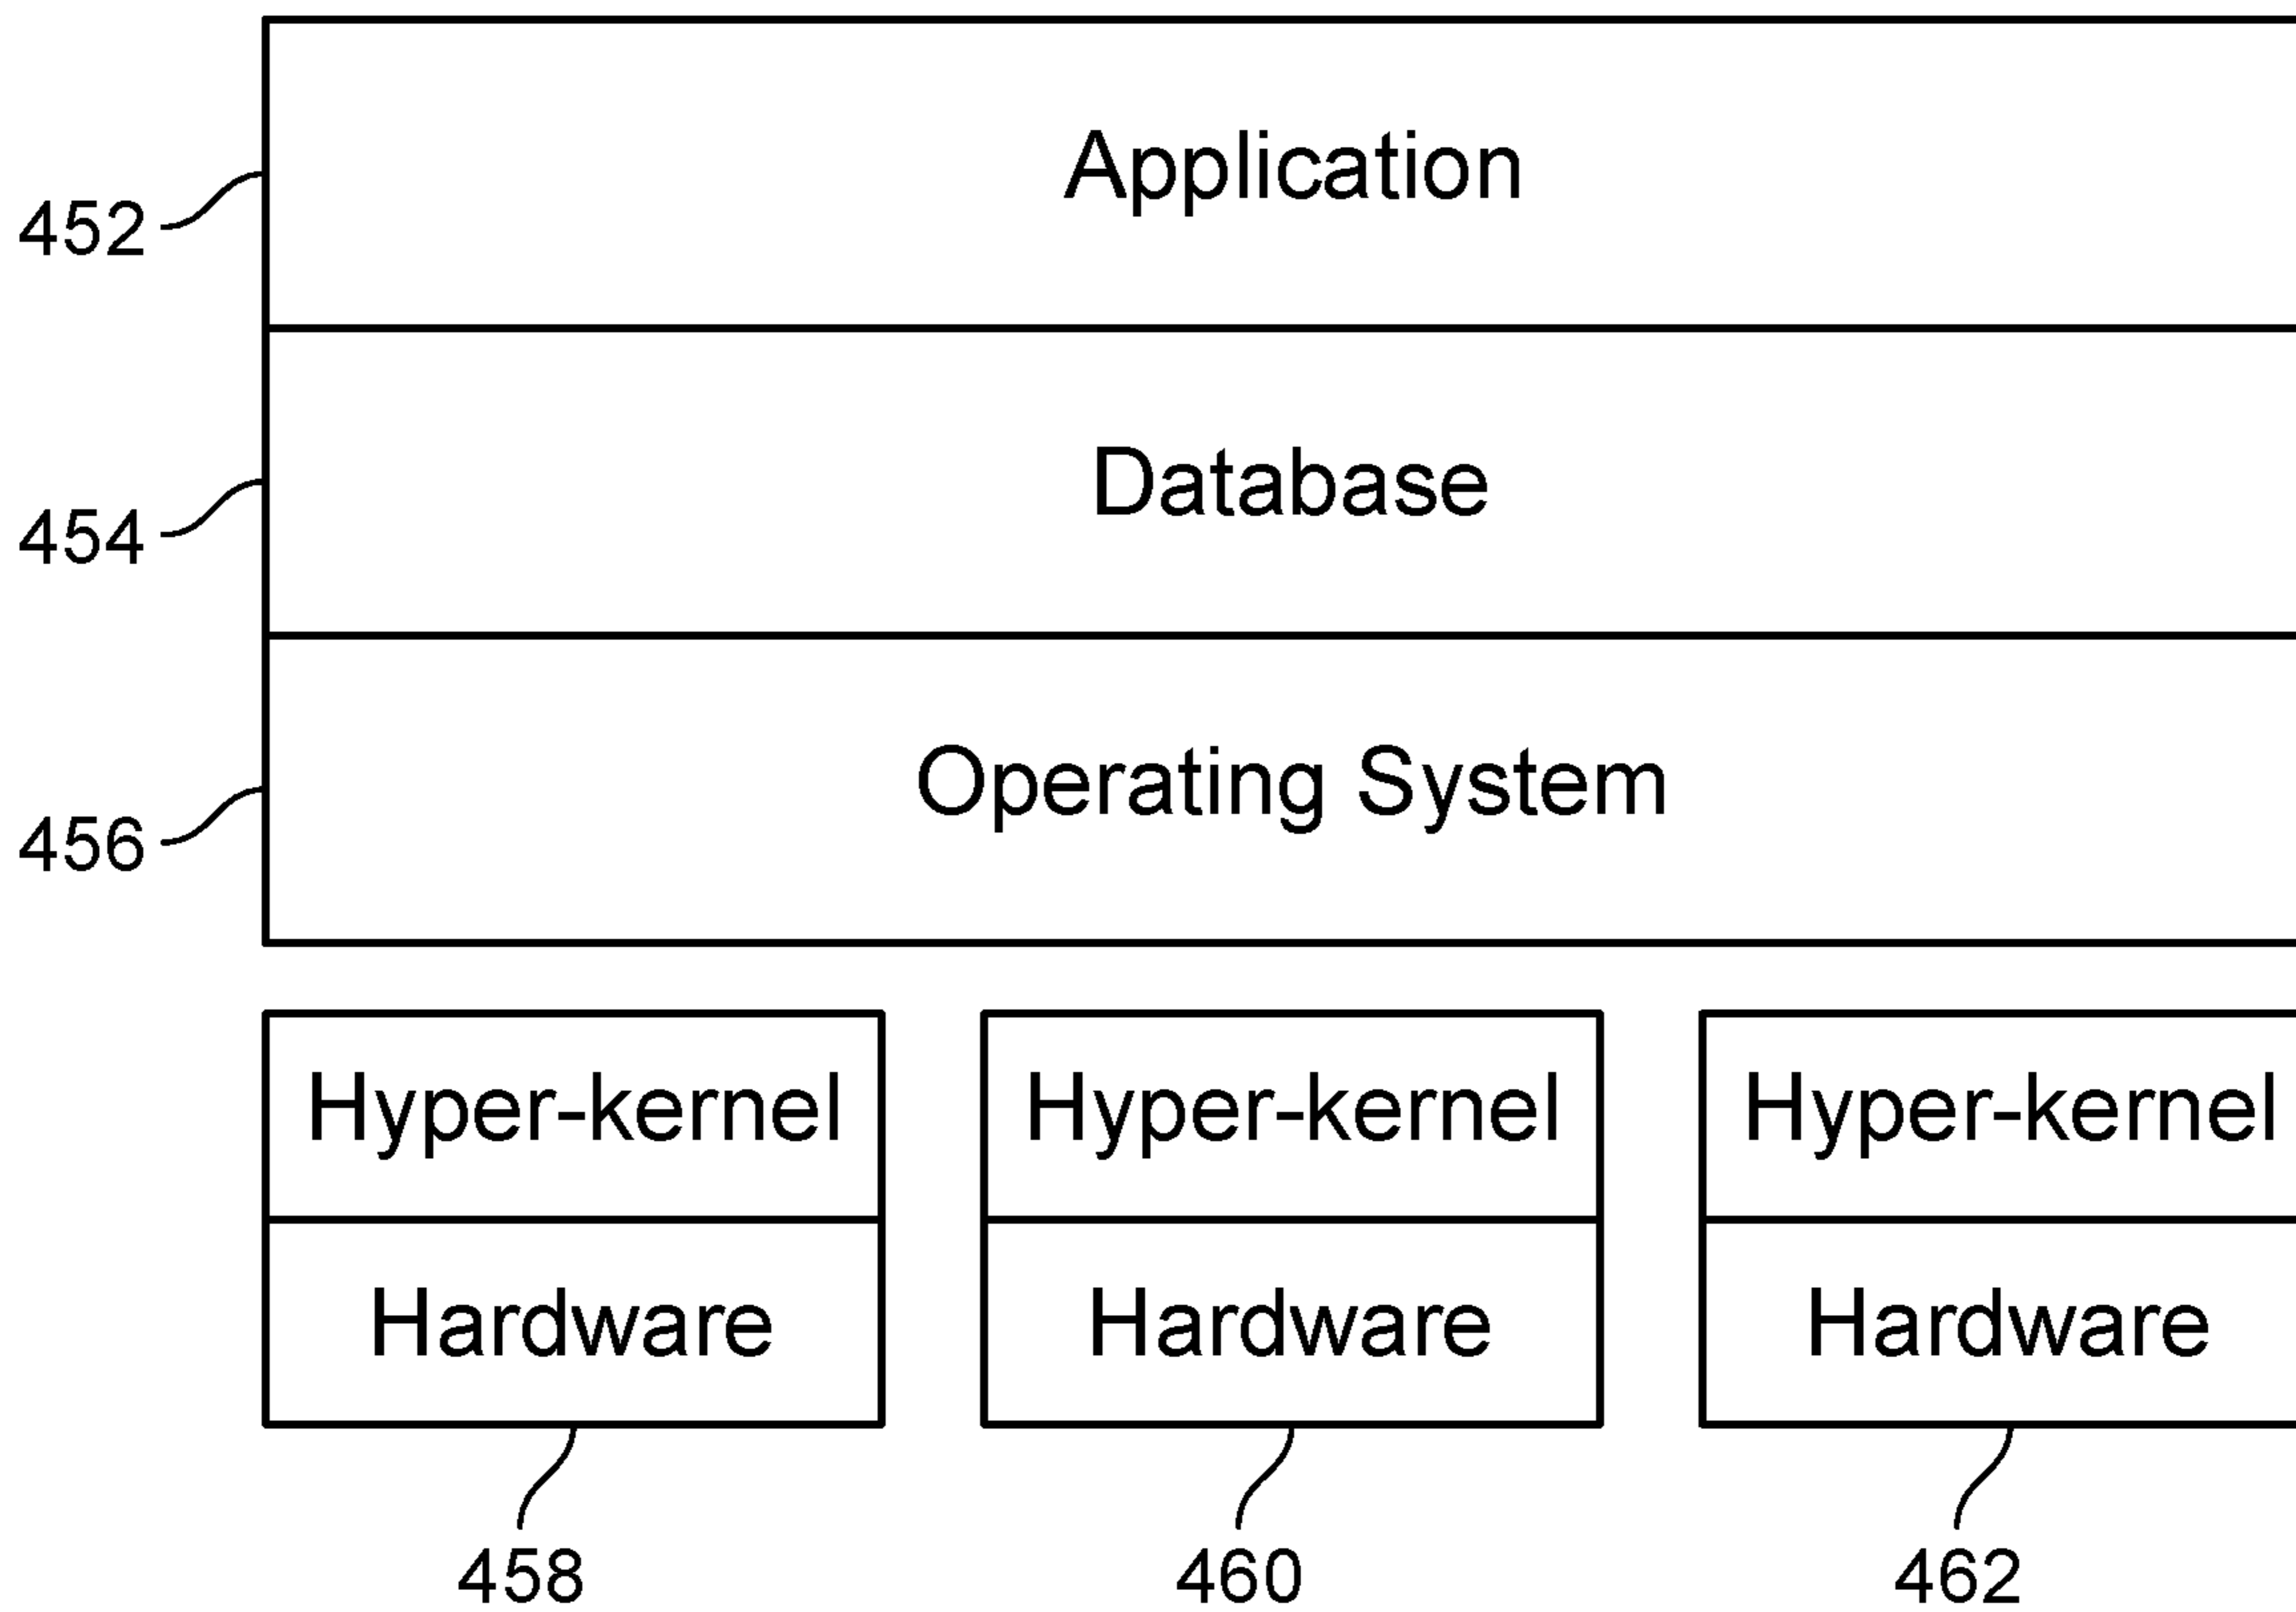 Application
452
Database
454
Operating System
456
Hyper-kernel Hyper-kernel Hyper-kernel
Hardware Hardware Hardware
458 460 462